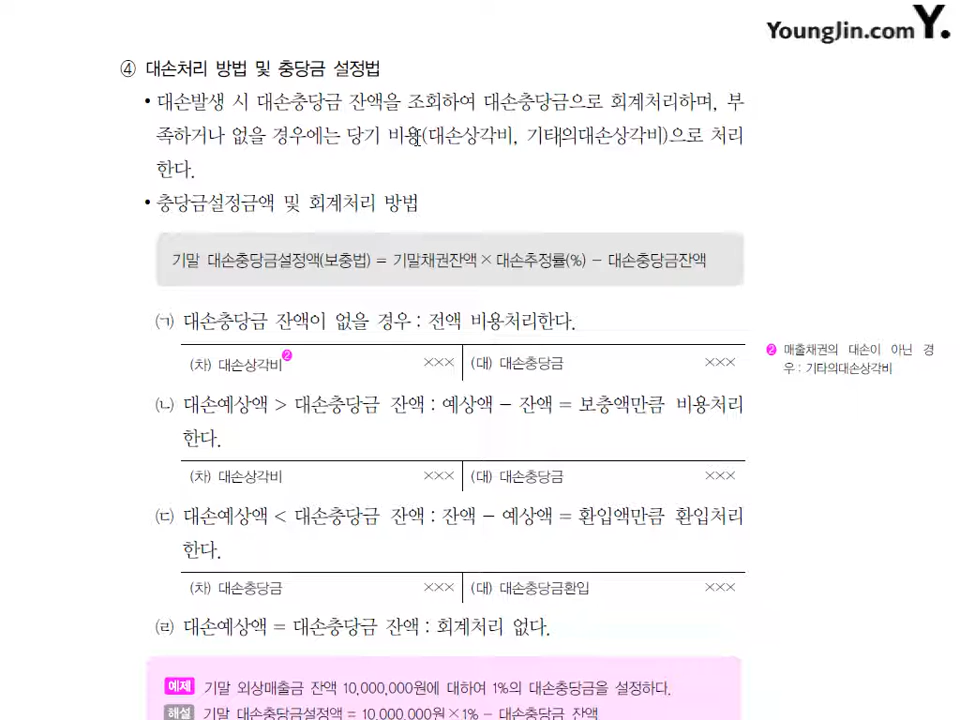 YoungJin.com Y.
④ 대손처리 방법 및 충당금 설정법
• 대손발생 시 대손충당금 잔액을 조회하여 대손충당금으로 회계처리하며, 부
족하거나 없을 경우에는 당기 비용(대손상각비, 기타의대손상각비)으로 처리
한다.
• 충당금설정금액 및 회계처리 방법
기말 대손충당금설정액(보충법) = 기말채권잔액 × 대손추정률(%) - 대손충당금잔액
㈀ 대손충당금 잔액이 없을 경우 : 전액 비용처리한다.
(차) 대손상각비❷ ××× (대) 대손충당금 ×××
❷ 매출채권의 대손이 아닌 경
우 : 기타의대손상각비
㈁ 대손예상액 > 대손충당금 잔액 : 예상액 - 잔액 = 보충액만큼 비용처리
한다.
(차) 대손상각비 ××× (대) 대손충당금 ×××
㈂ 대손예상액 < 대손충당금 잔액 : 잔액 - 예상액 = 환입액만큼 환입처리
한다.
(차) 대손충당금 ××× (대) 대손충당금환입 ×××
㈃ 대손예상액 = 대손충당금 잔액 : 회계처리 없다.
예제 기말 외상매출금 잔액 10,000,000원에 대하여 1%의 대손충당금을 설정하다.
해설 기말 대손충당금설정액 = 10,000,000원×1% - 대손충당금 잔액